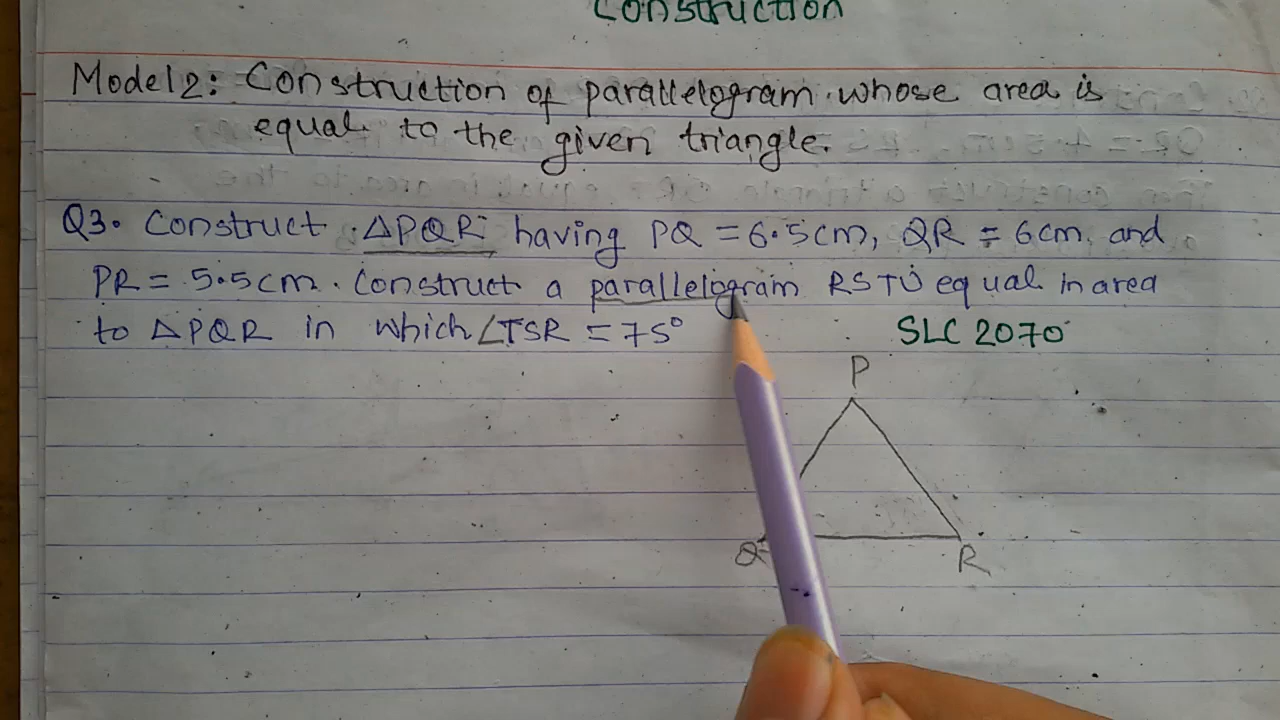 Construction
Model 2: Construction of parallelogram whose area is
equal to the given triangle.
Q3. Construct ΔPQR having PQ = 6.5cm, QR = 6cm and
PR = 5.5cm. Construct a parallelogram RSTU equal in area
to ΔPQR in which ∠TSR = 75°
SLC 2070
P
Q
R